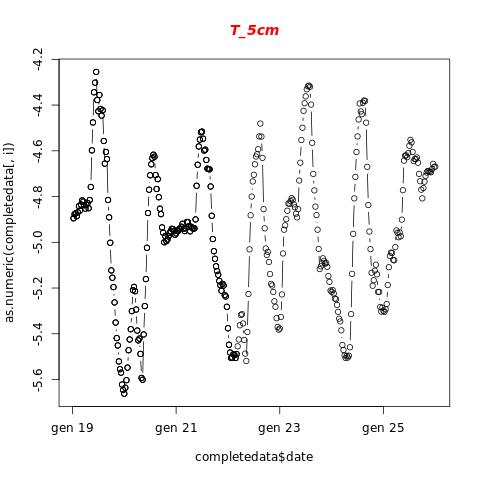 T_5cm
as.numeric(completedata[, i])
-4.2
-4.4
-4.6
-4.8
-5.0
-5.2
-5.4
-5.6
gen 19
gen 21
gen 23
gen 25
completedata$date